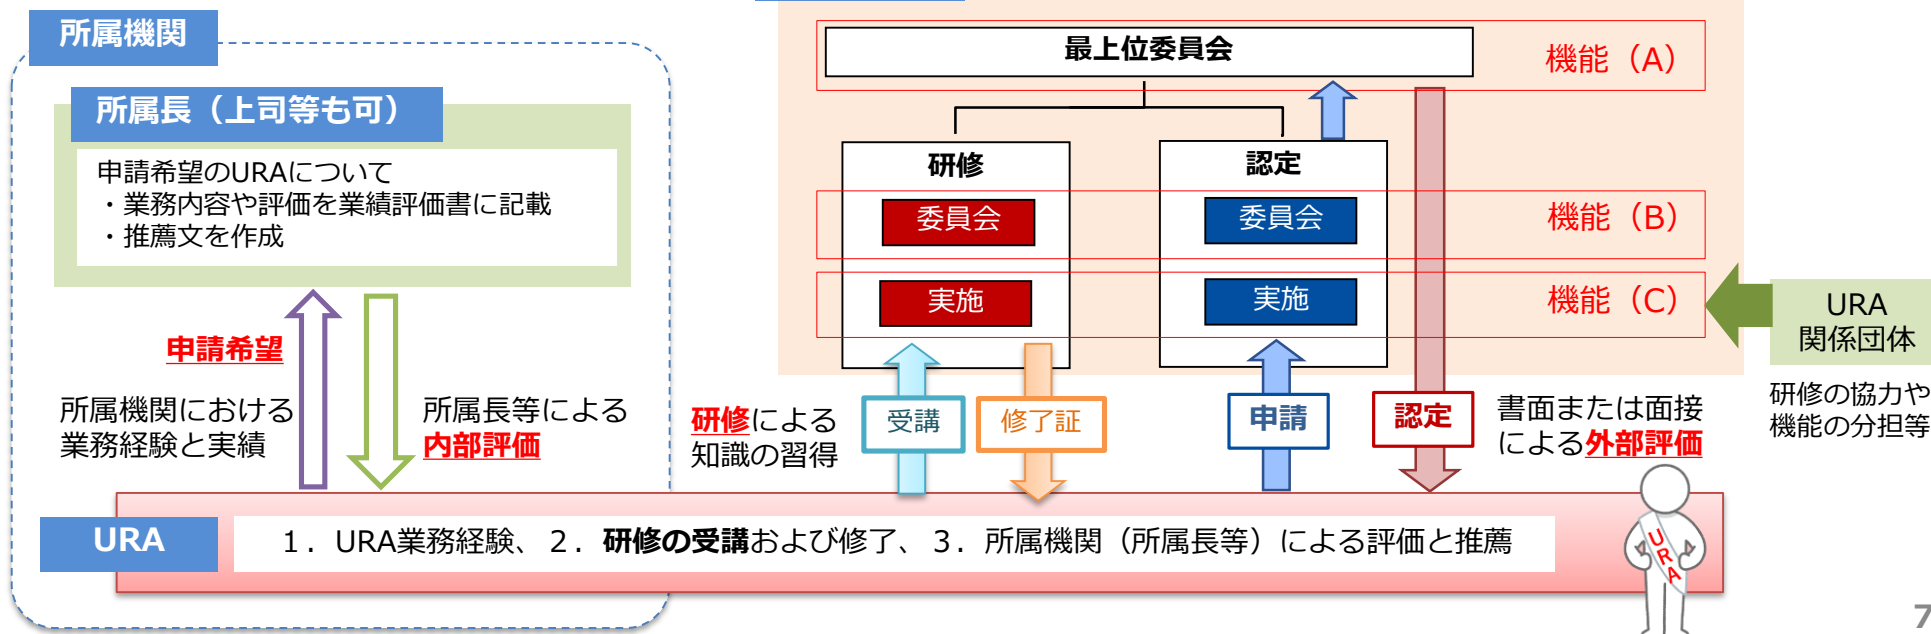 所属機関
所属長（上司等も可）
申請希望のURAについて
・業務内容や評価を業績評価書に記載
・推薦文を作成
申請希望
所属機関における
業務経験と実績
所属長等による
内部評価
最上位委員会
機能（A）
研修
認定
委員会
委員会
機能（B）
実施
実施
機能（C）
URA
関係団体
研修の協力や
機能の分担等
研修による
知識の習得
受講
修了証
申請
認定
書面または面接
による外部評価
URA
１．URA業務経験、２．研修の受講および修了、３．所属機関（所属長等）による評価と推薦
URA
7